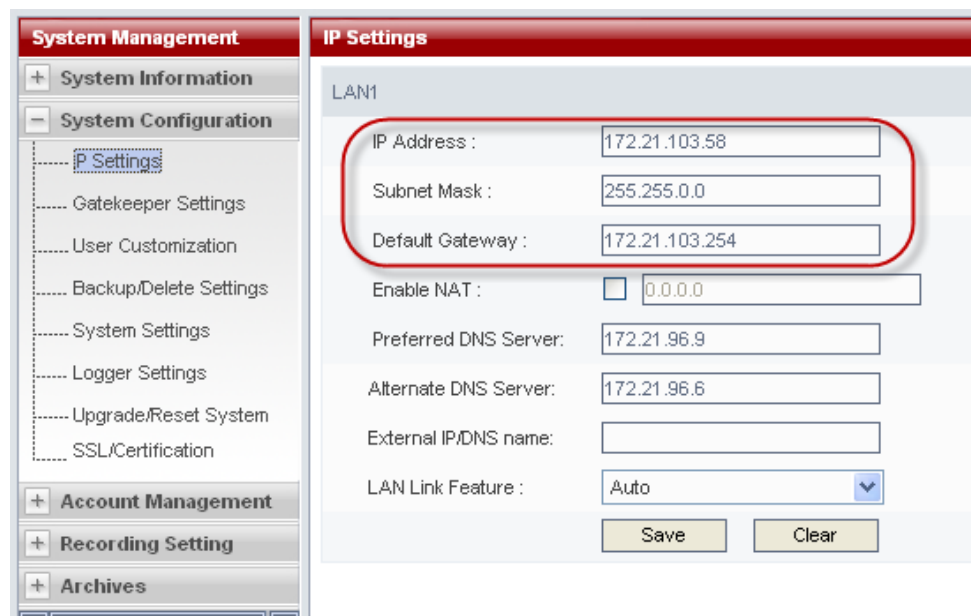 System Management
System Information
System Configuration
P Settings
Gatekeeper Settings
User Customization
Backup/Delete Settings
System Settings
Logger Settings
Upgrade/Reset System
SSL/Certification
Account Management
Recording Setting
Archives
IP Settings
LAN1
IP Address : 172.21.103.58
Subnet Mask : 255.255.0.0
Default Gateway : 172.21.103.254
Enable NAT : 0.0.0.0
Preferred DNS Server: 172.21.96.9
Alternate DNS Server: 172.21.96.6
External IP/DNS name:
LAN Link Feature : Auto
Save Clear